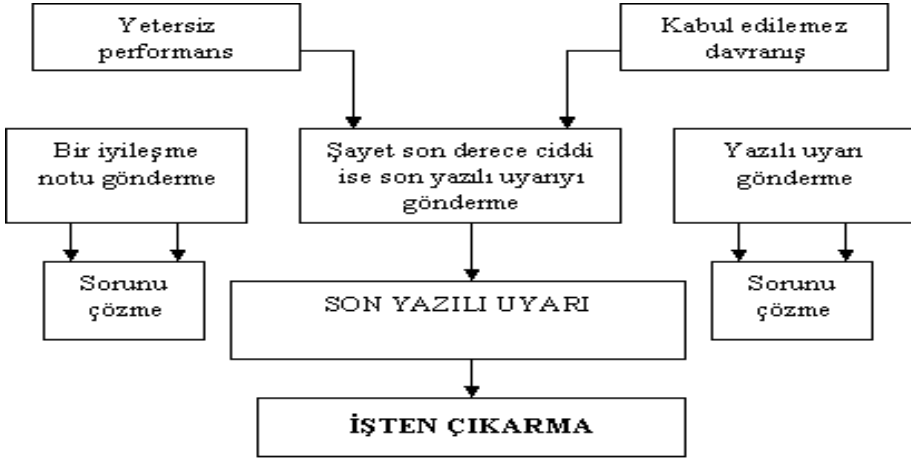 Yetersiz
performans
Kabul edilemez
davranış
Bir iyileşme
notu gönderme
Şayet son derece ciddi
ise son yazılı uyarıyı
gönderme
Yazılı uyarı
gönderme
Sorunu
çözme
SON YAZILI UYARI
Sorunu
çözme
İŞTEN ÇIKARMA